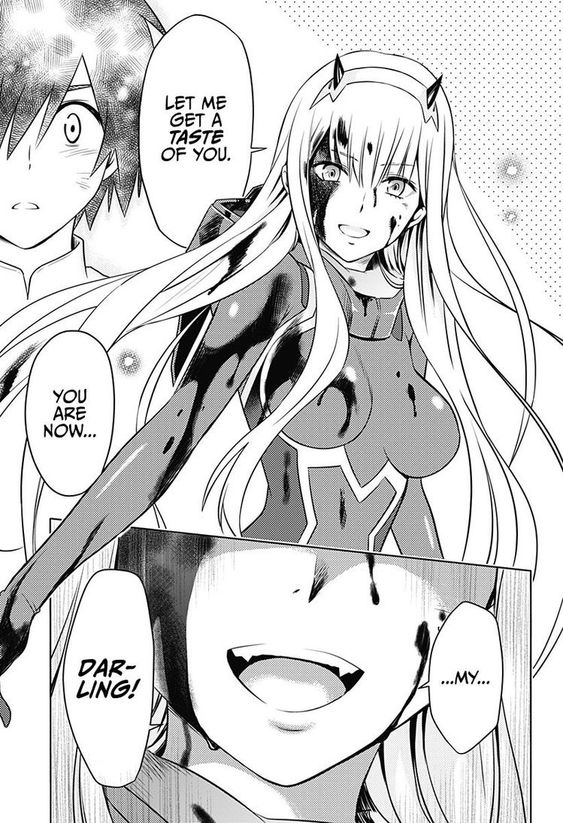 LET ME
GET A
TASTE
OF YOU.
YOU
ARE
NOW...
...MY...
DAR-
LING!